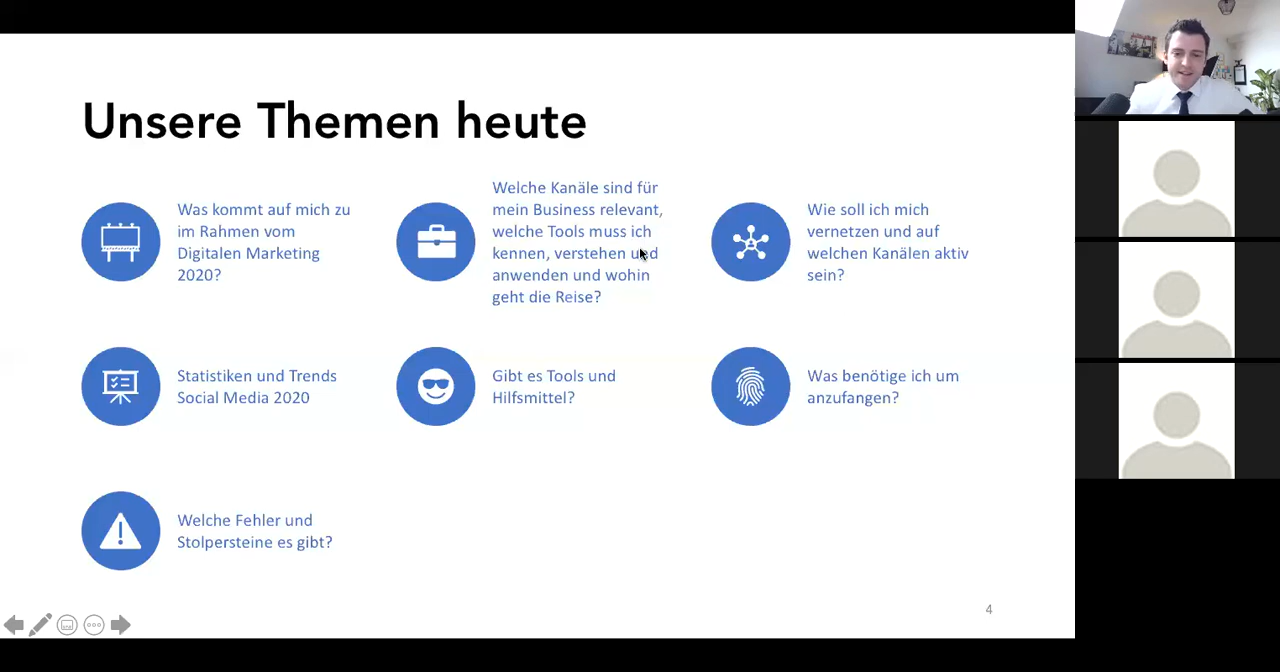 Unsere Themen heute
Was kommt auf mich zu
im Rahmen vom
Digitalen Marketing
2020?
Welche Kanäle sind für
mein Business relevant,
welche Tools muss ich
kennen, verstehen und
anwenden und wohin
geht die Reise?
Wie soll ich mich
vernetzen und auf
welchen Kanälen aktiv
sein?
Statistiken und Trends
Social Media 2020
Gibt es Tools und
Hilfsmittel?
Was benötige ich um
anzufangen?
Welche Fehler und
Stolpersteine es gibt?
4